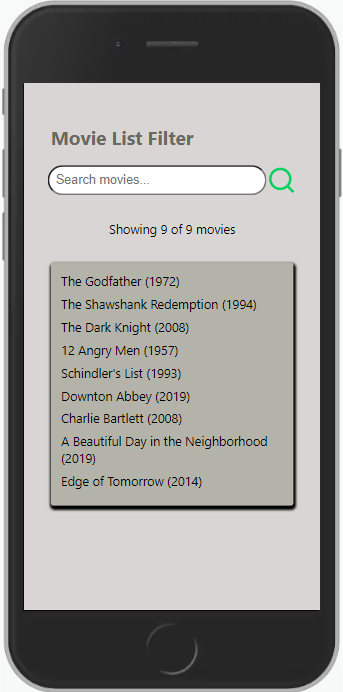 Movie List Filter
Search movies...
Showing 9 of 9 movies
The Godfather (1972)
The Shawshank Redemption (1994)
The Dark Knight (2008)
12 Angry Men (1957)
Schindler's List (1993)
Downton Abbey (2019)
Charlie Bartlett (2008)
A Beautiful Day in the Neighborhood
(2019)
Edge of Tomorrow (2014)